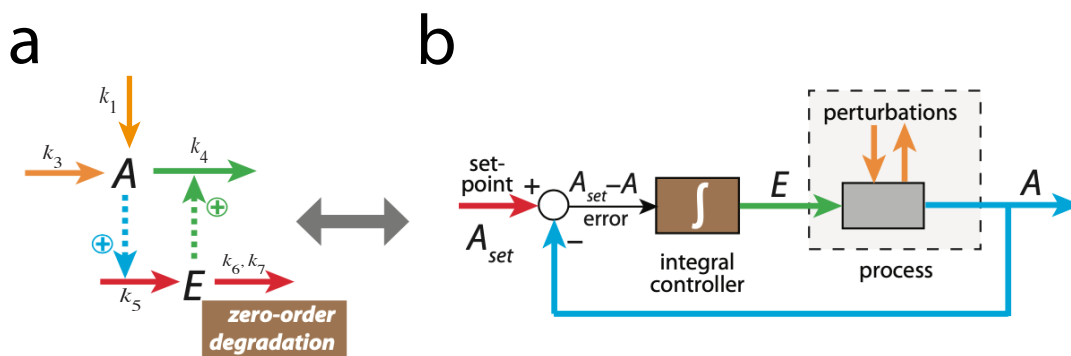 a
k1
k3
A
k4
⊕
⊕
k5
E
k6, k7
zero-order
degradation
b
perturbations
set-
point
+
Aset
Aset–A
error
–
∫
integral
controller
E
process
A